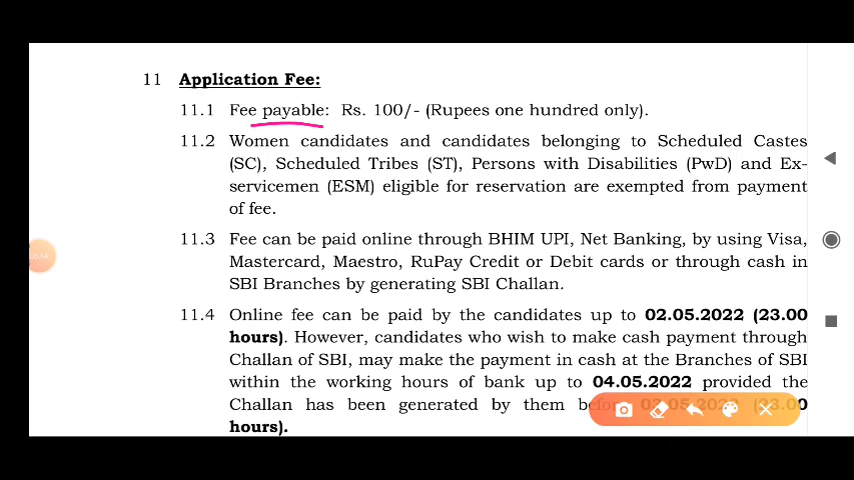 11 Application Fee:
11.1 Fee payable: Rs. 100/- (Rupees one hundred only).
11.2 Women candidates and candidates belonging to Scheduled Castes
(SC), Scheduled Tribes (ST), Persons with Disabilities (PwD) and Ex-
servicemen (ESM) eligible for reservation are exempted from payment
of fee.
11.3 Fee can be paid online through BHIM UPI, Net Banking, by using Visa,
Mastercard, Maestro, RuPay Credit or Debit cards or through cash in
SBI Branches by generating SBI Challan.
11.4 Online fee can be paid by the candidates up to 02.05.2022 (23.00
hours). However, candidates who wish to make cash payment through
Challan of SBI, may make the payment in cash at the Branches of SBI
within the working hours of bank up to 04.05.2022 provided the
Challan has been generated by them before 03.05.2022 (23.00
hours).